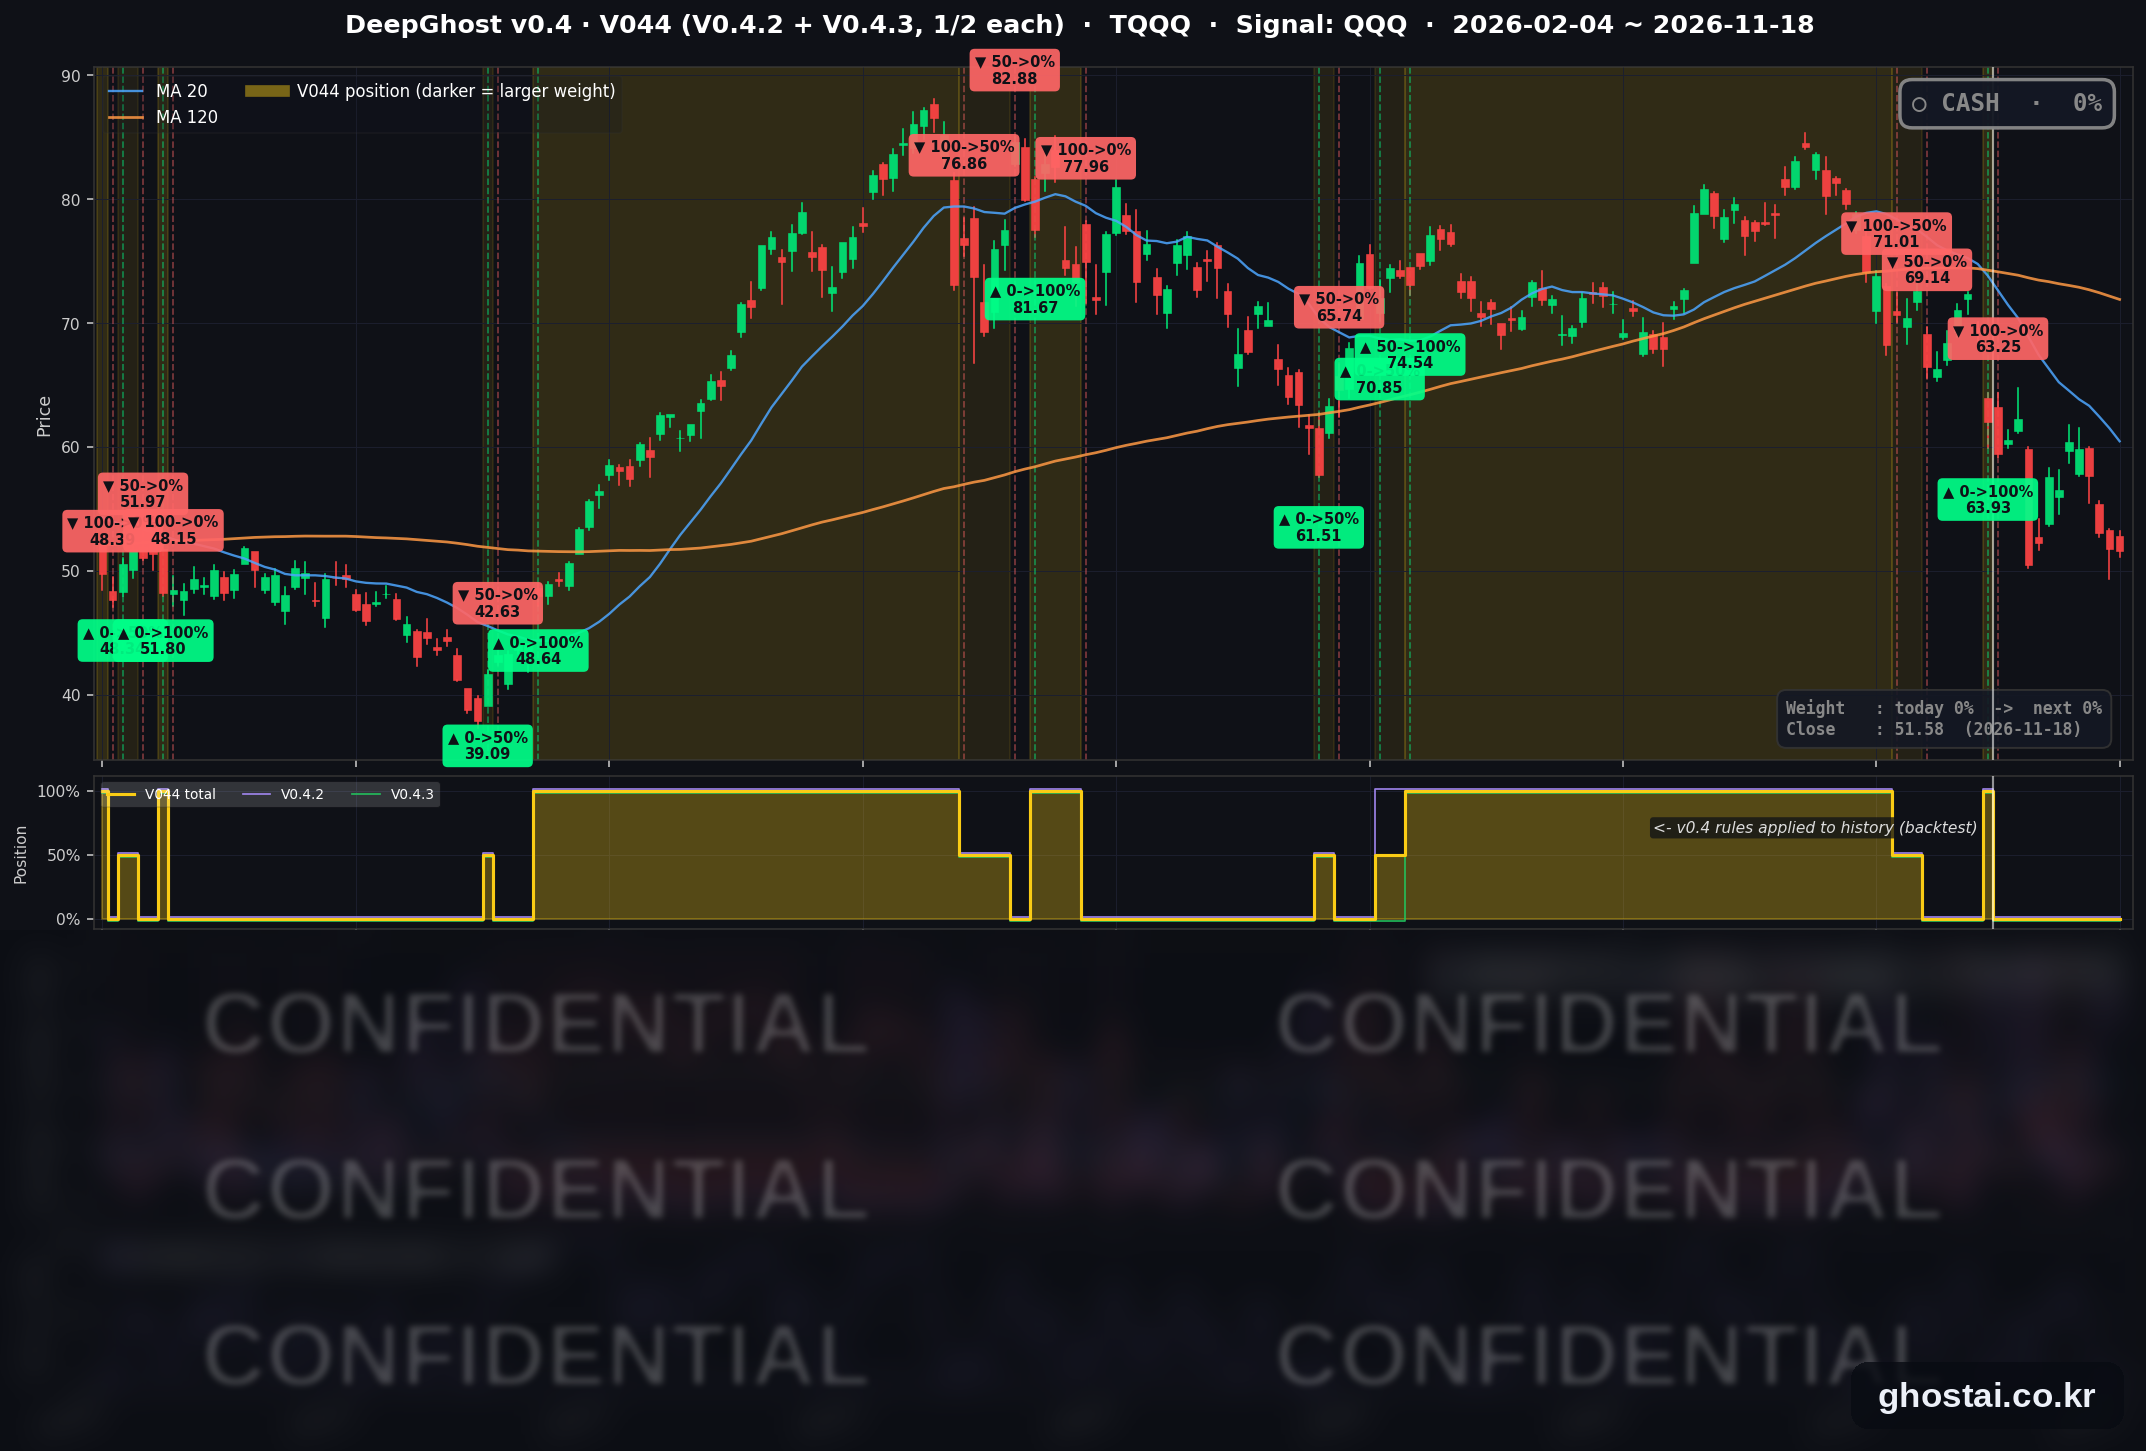 DeepGhost v0.4 · V044 (V0.4.2 + V0.4.3, 1/2 each) · TQQQ · Signal: QQQ · 2026-02-04 ~ 2026-11-18
MA 20
MA 120
V044 position (darker = larger weight)
○ CASH · 0%
Price
90
80
70
60
50
40
▼ 50->0%
51.97
▼ 100->0%
48.15
▲ 0->100%
51.80
▼ 50->0%
42.63
▲ 0->50%
39.09
▲ 0->100%
48.64
▼ 100->50%
76.86
▼ 50->0%
82.88
▲ 0->100%
81.67
▼ 100->0%
77.96
▲ 0->50%
61.51
▼ 50->0%
65.74
▲
70.85
▲ 50->100%
74.54
▼ 100->50%
71.01
▼ 50->0%
69.14
▲ 0->100%
63.93
▼ 100->0%
63.25
Weight : today 0% -> next 0%
Close : 51.58 (2026-11-18)
Position
100%
50%
0%
V044 total
V0.4.2
V0.4.3
<- v0.4 rules applied to history (backtest)
CONFIDENTIAL CONFIDENTIAL
CONFIDENTIAL CONFIDENTIAL
CONFIDENTIAL CONFIDENTIAL
ghostai.co.kr